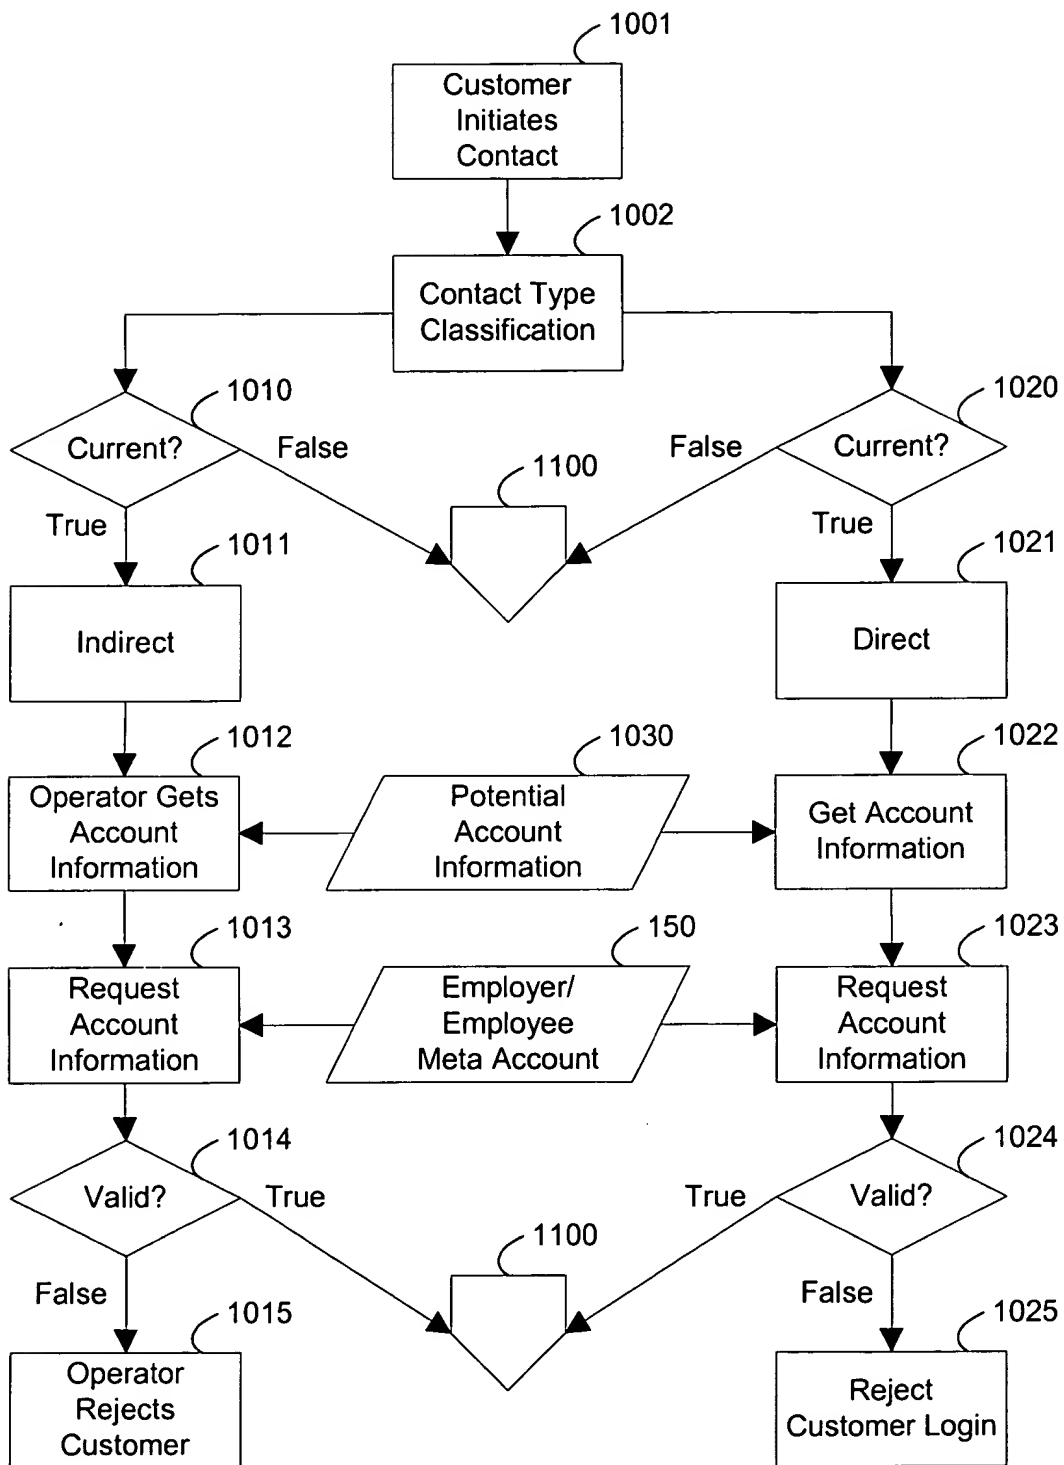 1001
Customer
Initiates
Contact
1002
Contact Type
Classification
1010
Current?
False
True
1020
Current?
False
True
1100
1011
Indirect
1021
Direct
1012
Operator Gets
Account
Information
1030
Potential
Account
Information
1022
Get Account
Information
1013
Request
Account
Information
150
Employer/
Employee
Meta Account
1023
Request
Account
Information
1014
Valid?
True
False
1024
Valid?
True
False
1100
1015
Operator
Rejects
Customer
1025
Reject
Customer Login